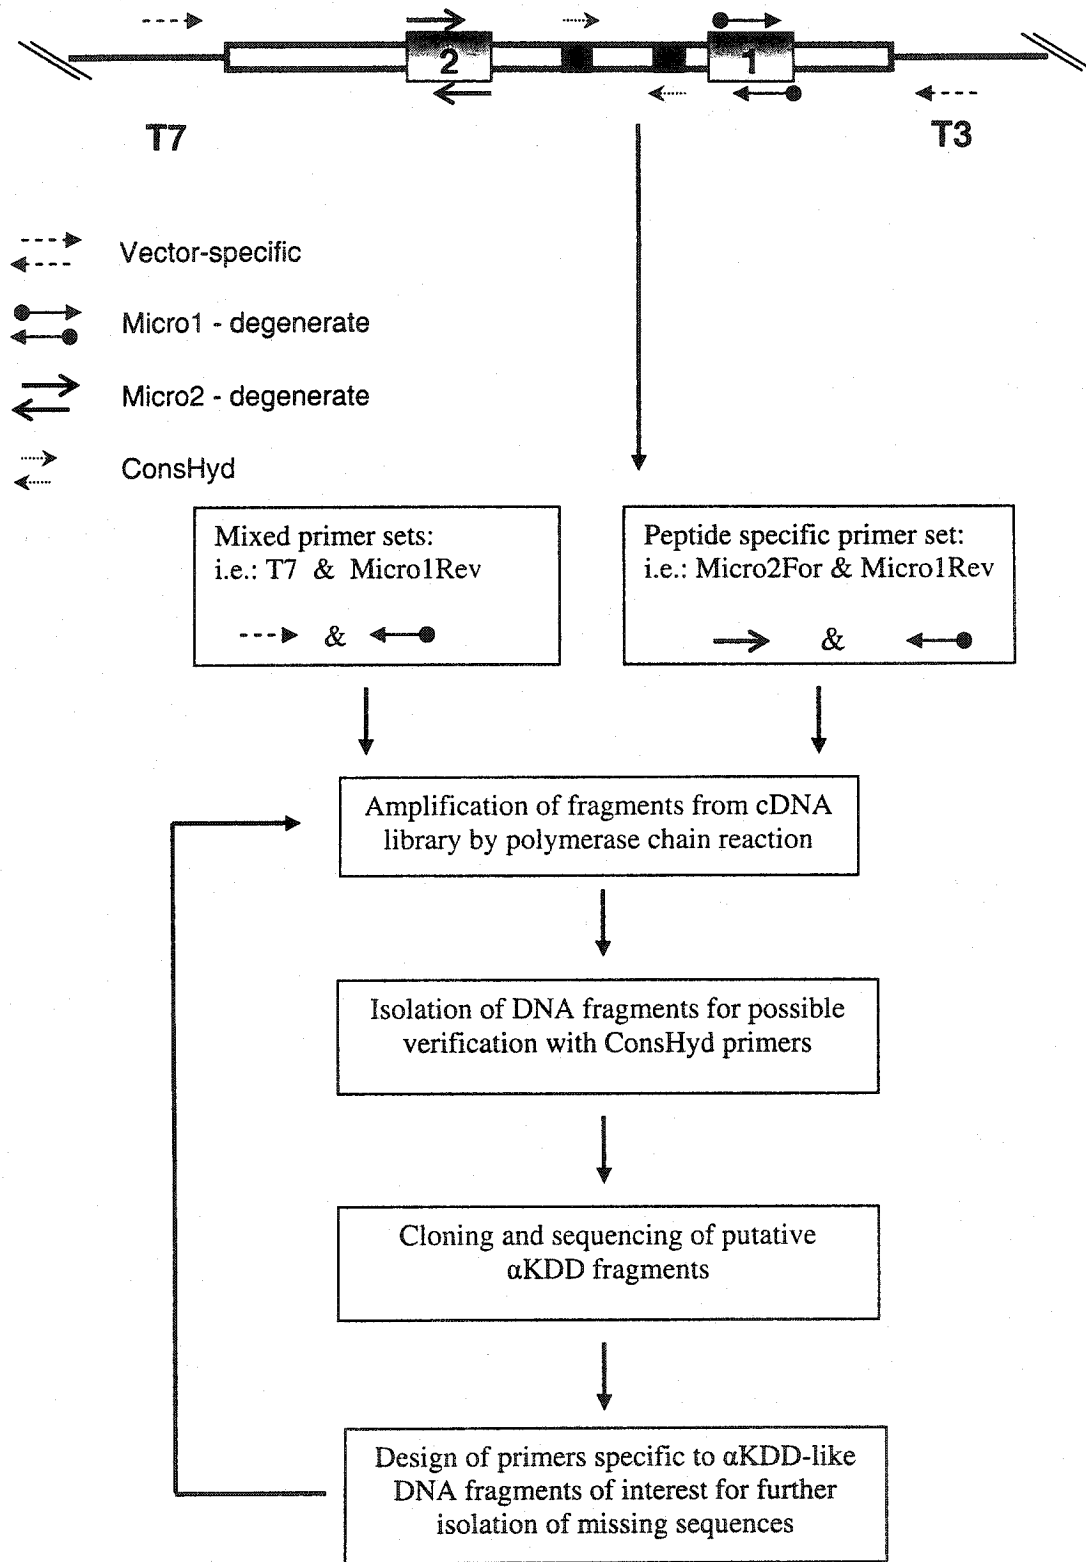 2
1
T7
T3
Vector-specific
Micro1 - degenerate
Micro2 - degenerate
ConsHyd
Mixed primer sets:
i.e.: T7 & Micro1Rev
&
Peptide specific primer set:
i.e.: Micro2For & Micro1Rev
&
Amplification of fragments from cDNA
library by polymerase chain reaction
Isolation of DNA fragments for possible
verification with ConsHyd primers
Cloning and sequencing of putative
αKDD fragments
Design of primers specific to αKDD-like
DNA fragments of interest for further
isolation of missing sequences